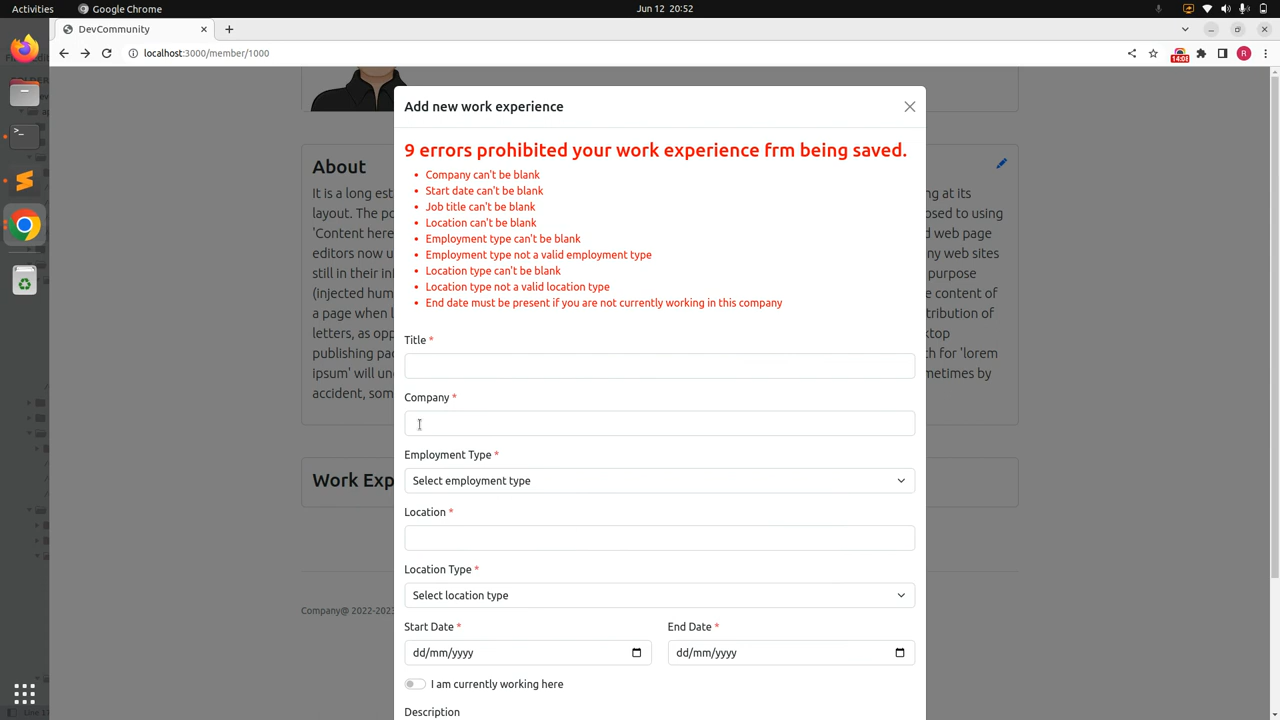 Activities Google Chrome Jun 12 20:52
DevCommunity
localhost:3000/member/1000
14:08 R
Add new work experience
9 errors prohibited your work experience frm being saved.
Company can't be blank
Start date can't be blank
Job title can't be blank
Location can't be blank
Employment type can't be blank
Employment type not a valid employment type
Location type can't be blank
Location type not a valid location type
End date must be present if you are not currently working in this company
Title *
Company *
Employment Type *
Select employment type
Location *
Location Type *
Select location type
Start Date * End Date *
dd/mm/yyyy dd/mm/yyyy
I am currently working here
Description
About
It is a long est
layout. The po
'Content here
editors now u
still in their ini
(injected hum
a page when l
letters, as opp
publishing pac
ipsum' will un
accident, som
ng at its
osed to using
d web page
ny web sites
purpose
e content of
tribution of
ktop
ch for 'lorem
metimes by
Work Exp
Company@ 2022-2023